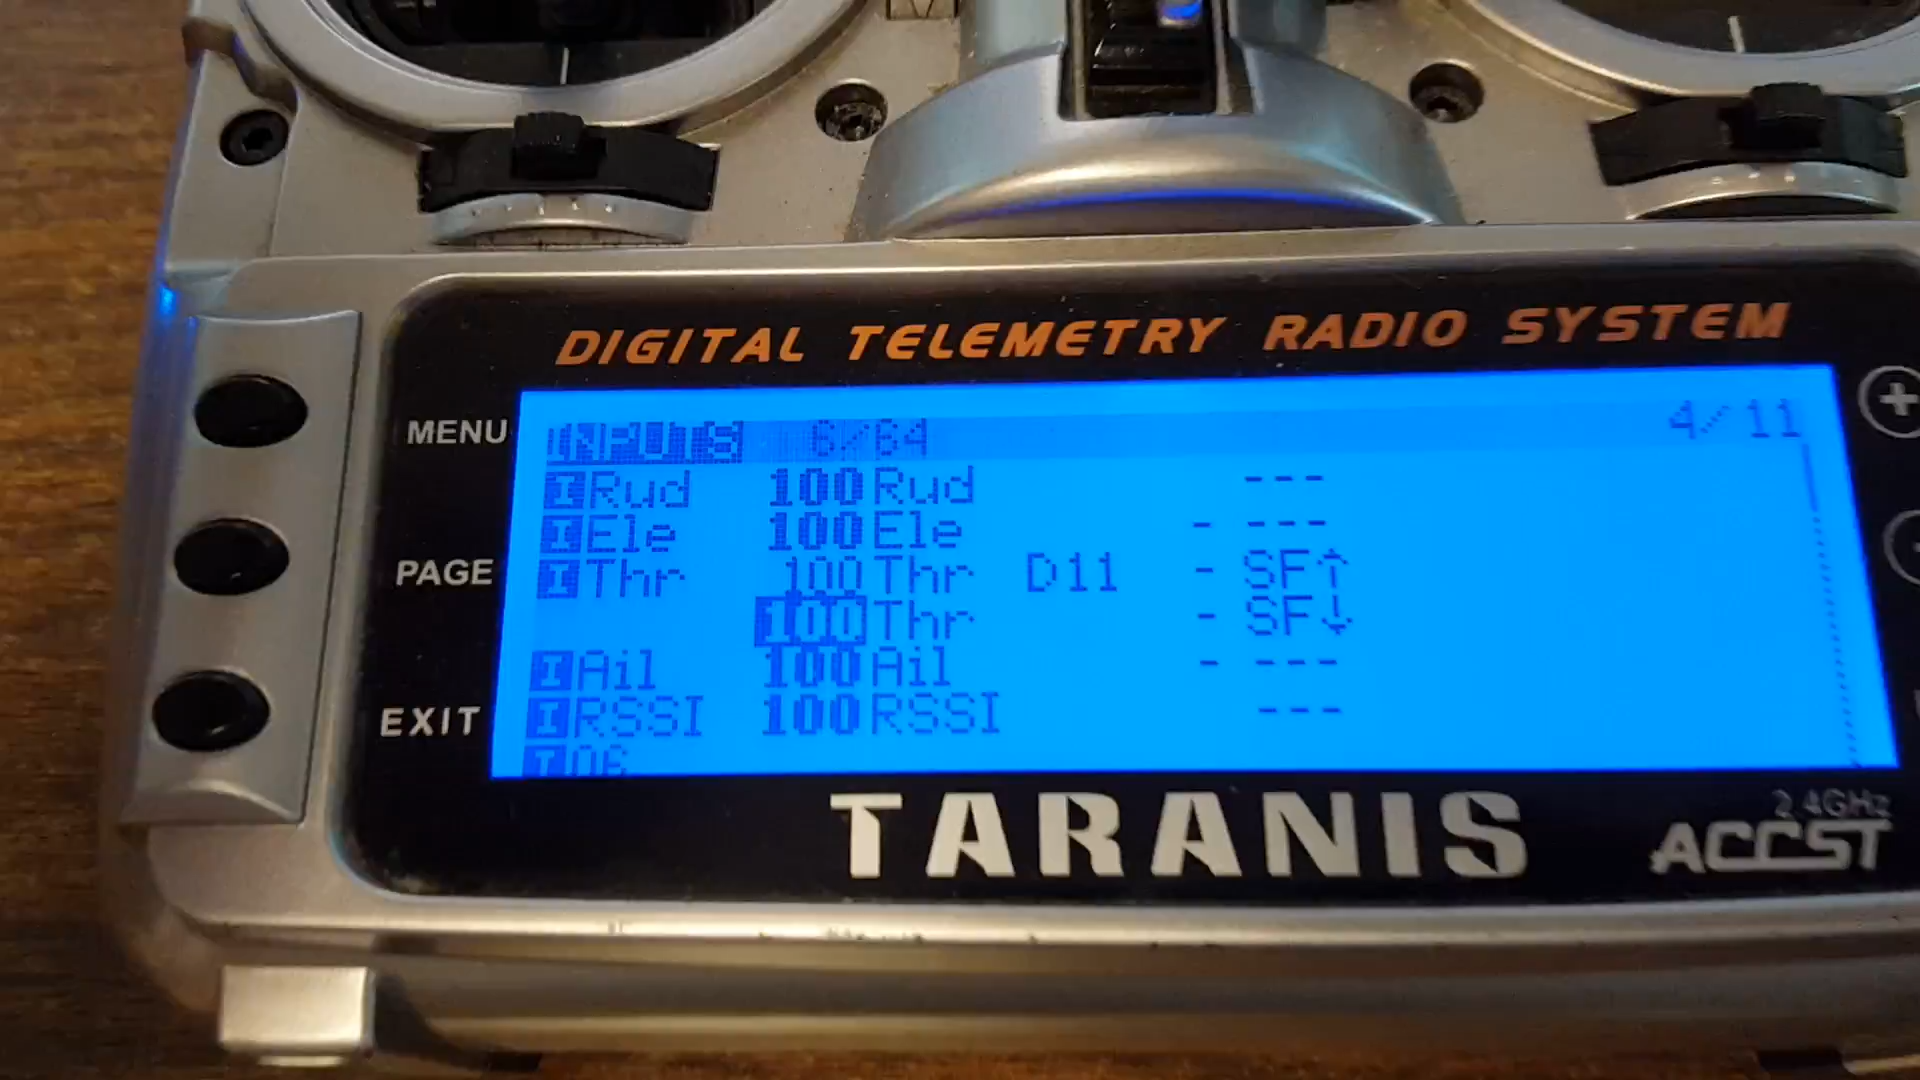 DIGITAL TELEMETRY RADIO SYSTEM
MENU
PAGE
EXIT
INPUTS 6/64 4/11
I Rud 100 Rud ---
I Ele 100 Ele - ---
I Thr 100 Thr D11 - SF↑
100 Thr - SF↓
I Ail 100 Ail - ---
I RSSI 100 RSSI ---
TARANIS
2.4GHz
ACCST